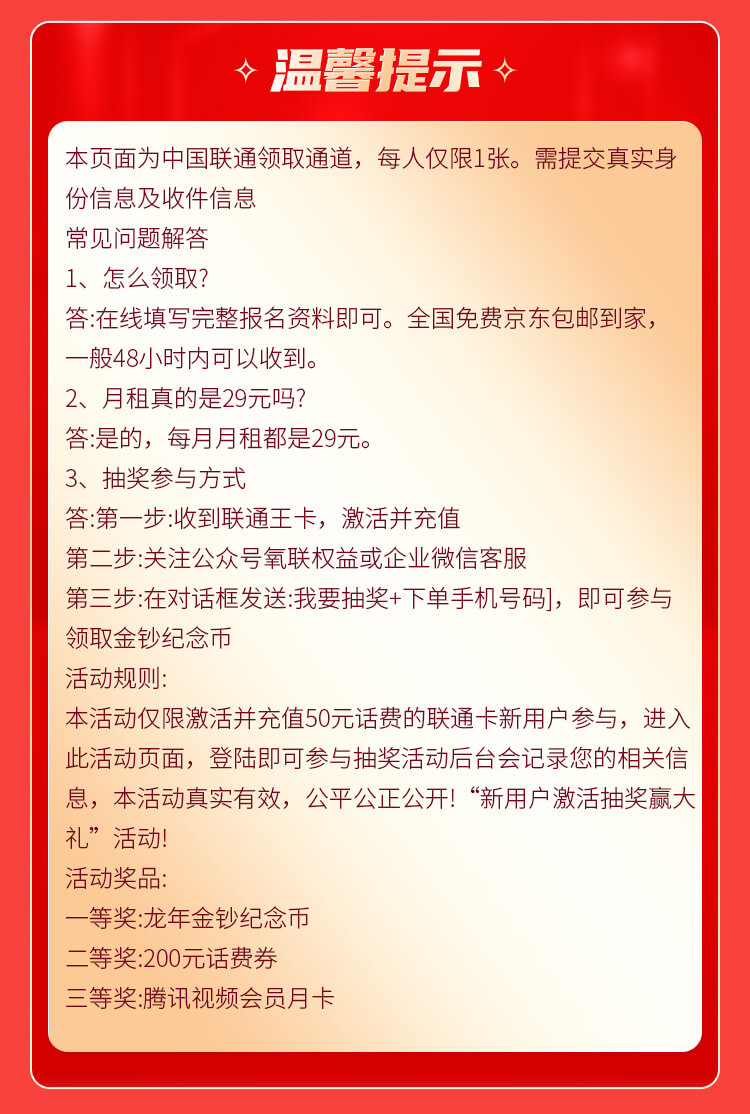 温馨提示
本页面为中国联通领取通道，每人仅限1张。需提交真实身
份信息及收件信息
常见问题解答
1、怎么领取?
答:在线填写完整报名资料即可。全国免费京东包邮到家，
一般48小时内可以收到。
2、月租真的是29元吗?
答:是的，每月月租都是29元。
3、抽奖参与方式
答:第一步:收到联通王卡，激活并充值
第二步:关注公众号氧联权益或企业微信客服
第三步:在对话框发送:我要抽奖+下单手机号码]，即可参与
领取金钞纪念币
活动规则:
本活动仅限激活并充值50元话费的联通卡新用户参与，进入
此活动页面，登陆即可参与抽奖活动后台会记录您的相关信
息，本活动真实有效，公平公正公开!“新用户激活抽奖赢大
礼”活动!
活动奖品:
一等奖:龙年金钞纪念币
二等奖:200元话费券
三等奖:腾讯视频会员月卡